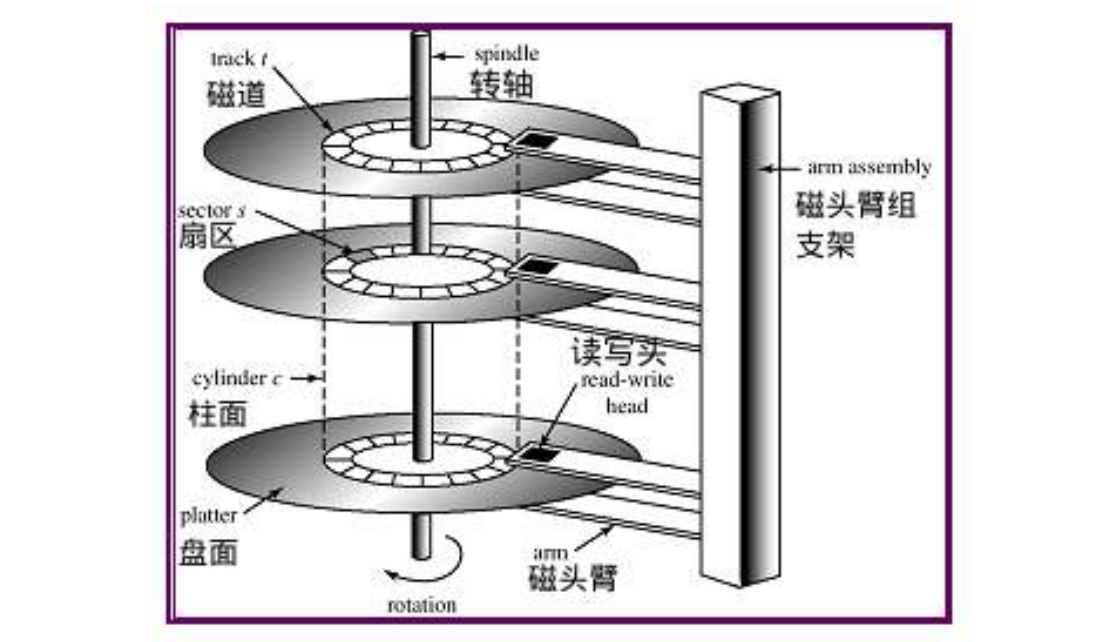 track t
磁道
spindle
转轴
arm assembly
磁头臂组
支架
sector s
扇区
读写头
read-write
head
cylinder c
柱面
platter
盘面
arm
磁头臂
rotation